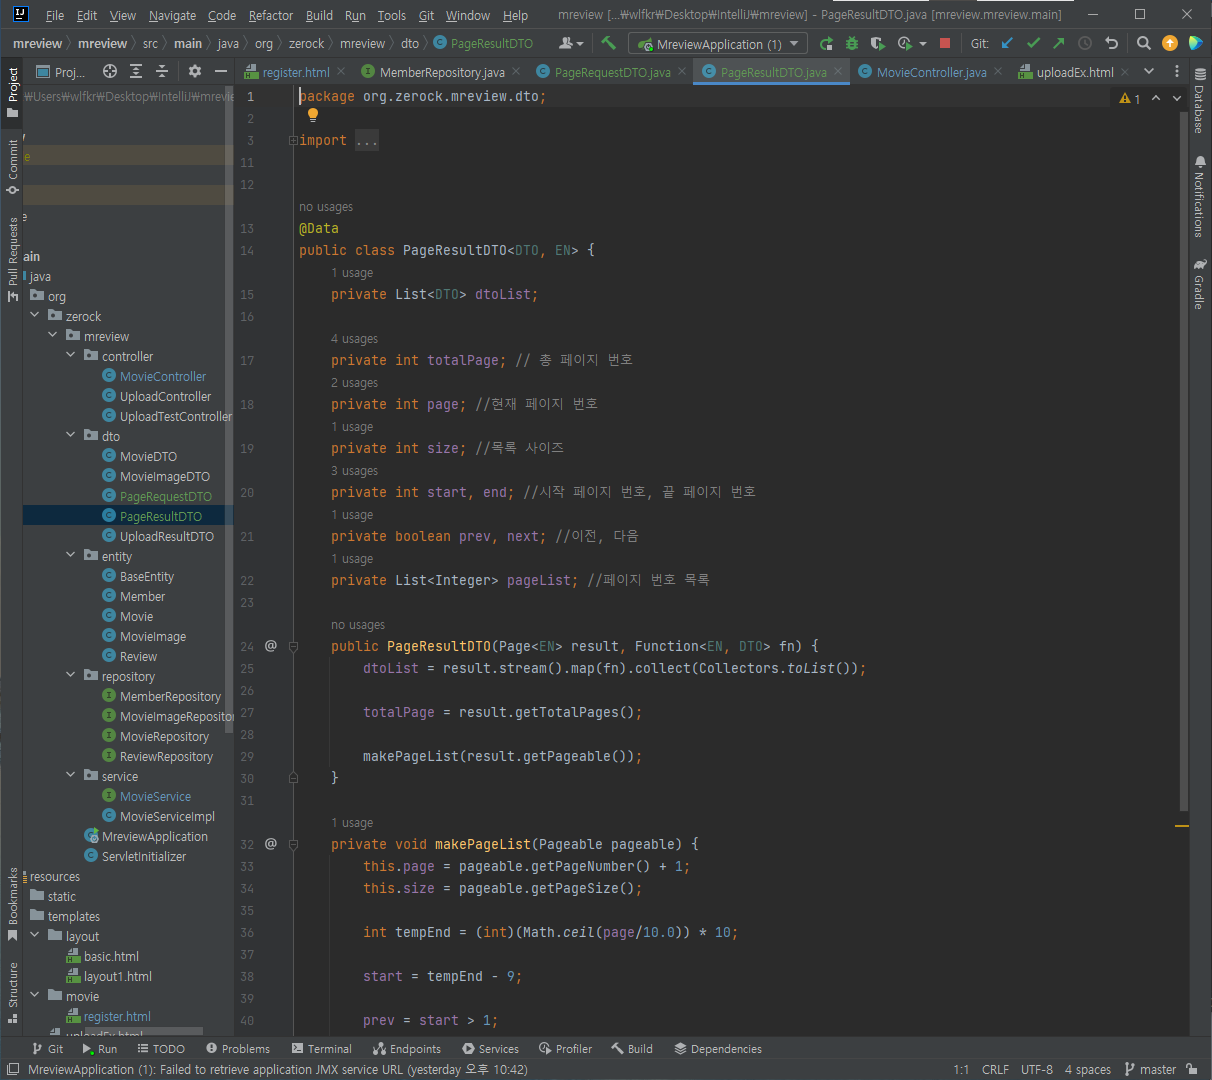 File Edit View Navigate Code Refactor Build Run Tools Git Window Help mreview [...₩wlfkr₩Desktop₩IntelliJ₩mreview] - PageResultDTO.java [mreview.mreview.main]
mreview mreview src main java org zerock mreview dto PageResultDTO MreviewApplication (1) Git:
Proj... register.html MemberRepository.java PageRequestDTO.java PageResultDTO.java MovieController.java uploadEx.html
Project
Commit
Pull Requests
Bookmarks
Structure
₩Users₩wlfkr₩Desktop₩IntelliJ₩mrevie
e
e
ain
java
org
zerock
mreview
controller
MovieController
UploadController
UploadTestController
dto
MovieDTO
MovieImageDTO
PageRequestDTO
PageResultDTO
UploadResultDTO
entity
BaseEntity
Member
Movie
MovieImage
Review
repository
MemberRepository
MovieImageReposito
MovieRepository
ReviewRepository
service
MovieService
MovieServiceImpl
MreviewApplication
ServletInitializer
resources
static
templates
layout
basic.html
layout1.html
movie
register.html
uploadEx.html
1 package org.zerock.mreview.dto;
2
3 import ...
11
12
no usages
13 @Data
14 public class PageResultDTO<DTO, EN> {
1 usage
15 private List<DTO> dtoList;
16
4 usages
17 private int totalPage; // 총 페이지 번호
2 usages
18 private int page; //현재 페이지 번호
1 usage
19 private int size; //목록 사이즈
3 usages
20 private int start, end; //시작 페이지 번호, 끝 페이지 번호
1 usage
21 private boolean prev, next; //이전, 다음
1 usage
22 private List<Integer> pageList; //페이지 번호 목록
23
no usages
24 @ public PageResultDTO(Page<EN> result, Function<EN, DTO> fn) {
25 dtoList = result.stream().map(fn).collect(Collectors.toList());
26
27 totalPage = result.getTotalPages();
28
29 makePageList(result.getPageable());
30 }
31
1 usage
32 @ private void makePageList(Pageable pageable) {
33 this.page = pageable.getPageNumber() + 1;
34 this.size = pageable.getPageSize();
35
36 int tempEnd = (int)(Math.ceil(page/10.0)) * 10;
37
38 start = tempEnd - 9;
39
40 prev = start > 1;
1
Database
Notifications
Gradle
Git Run TODO Problems Terminal Endpoints Services Profiler Build Dependencies
MreviewApplication (1): Failed to retrieve application JMX service URL (yesterday 오후 10:42) 1:1 CRLF UTF-8 4 spaces master